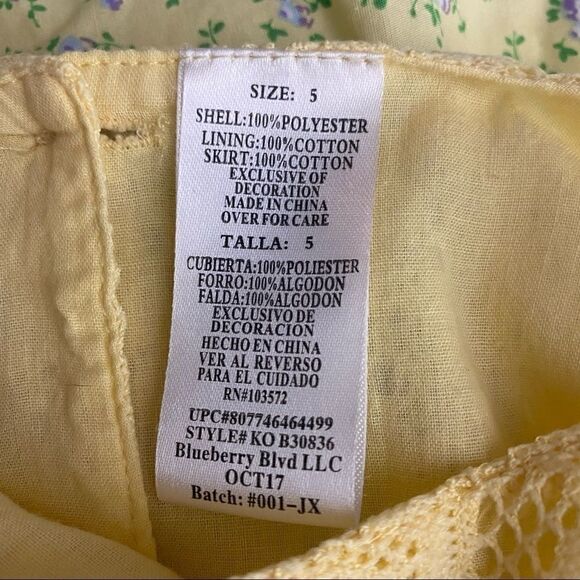 SIZE: 5
SHELL:100%POLYESTER
LINING:100%COTTON
SKIRT:100%COTTON
EXCLUSIVE OF
DECORATION
MADE IN CHINA
OVER FOR CARE
TALLA: 5
CUBIERTA:100%POLIESTER
FORRO:100%ALGODON
FALDA:100%ALGODON
EXCLUSIVO DE
DECORACION
HECHO EN CHINA
VER AL REVERSO
PARA EL CUIDADO
RN#103572
UPC#807746464499
STYLE# KO B30836
Blueberry Blvd LLC
OCT17
Batch: #001-JX